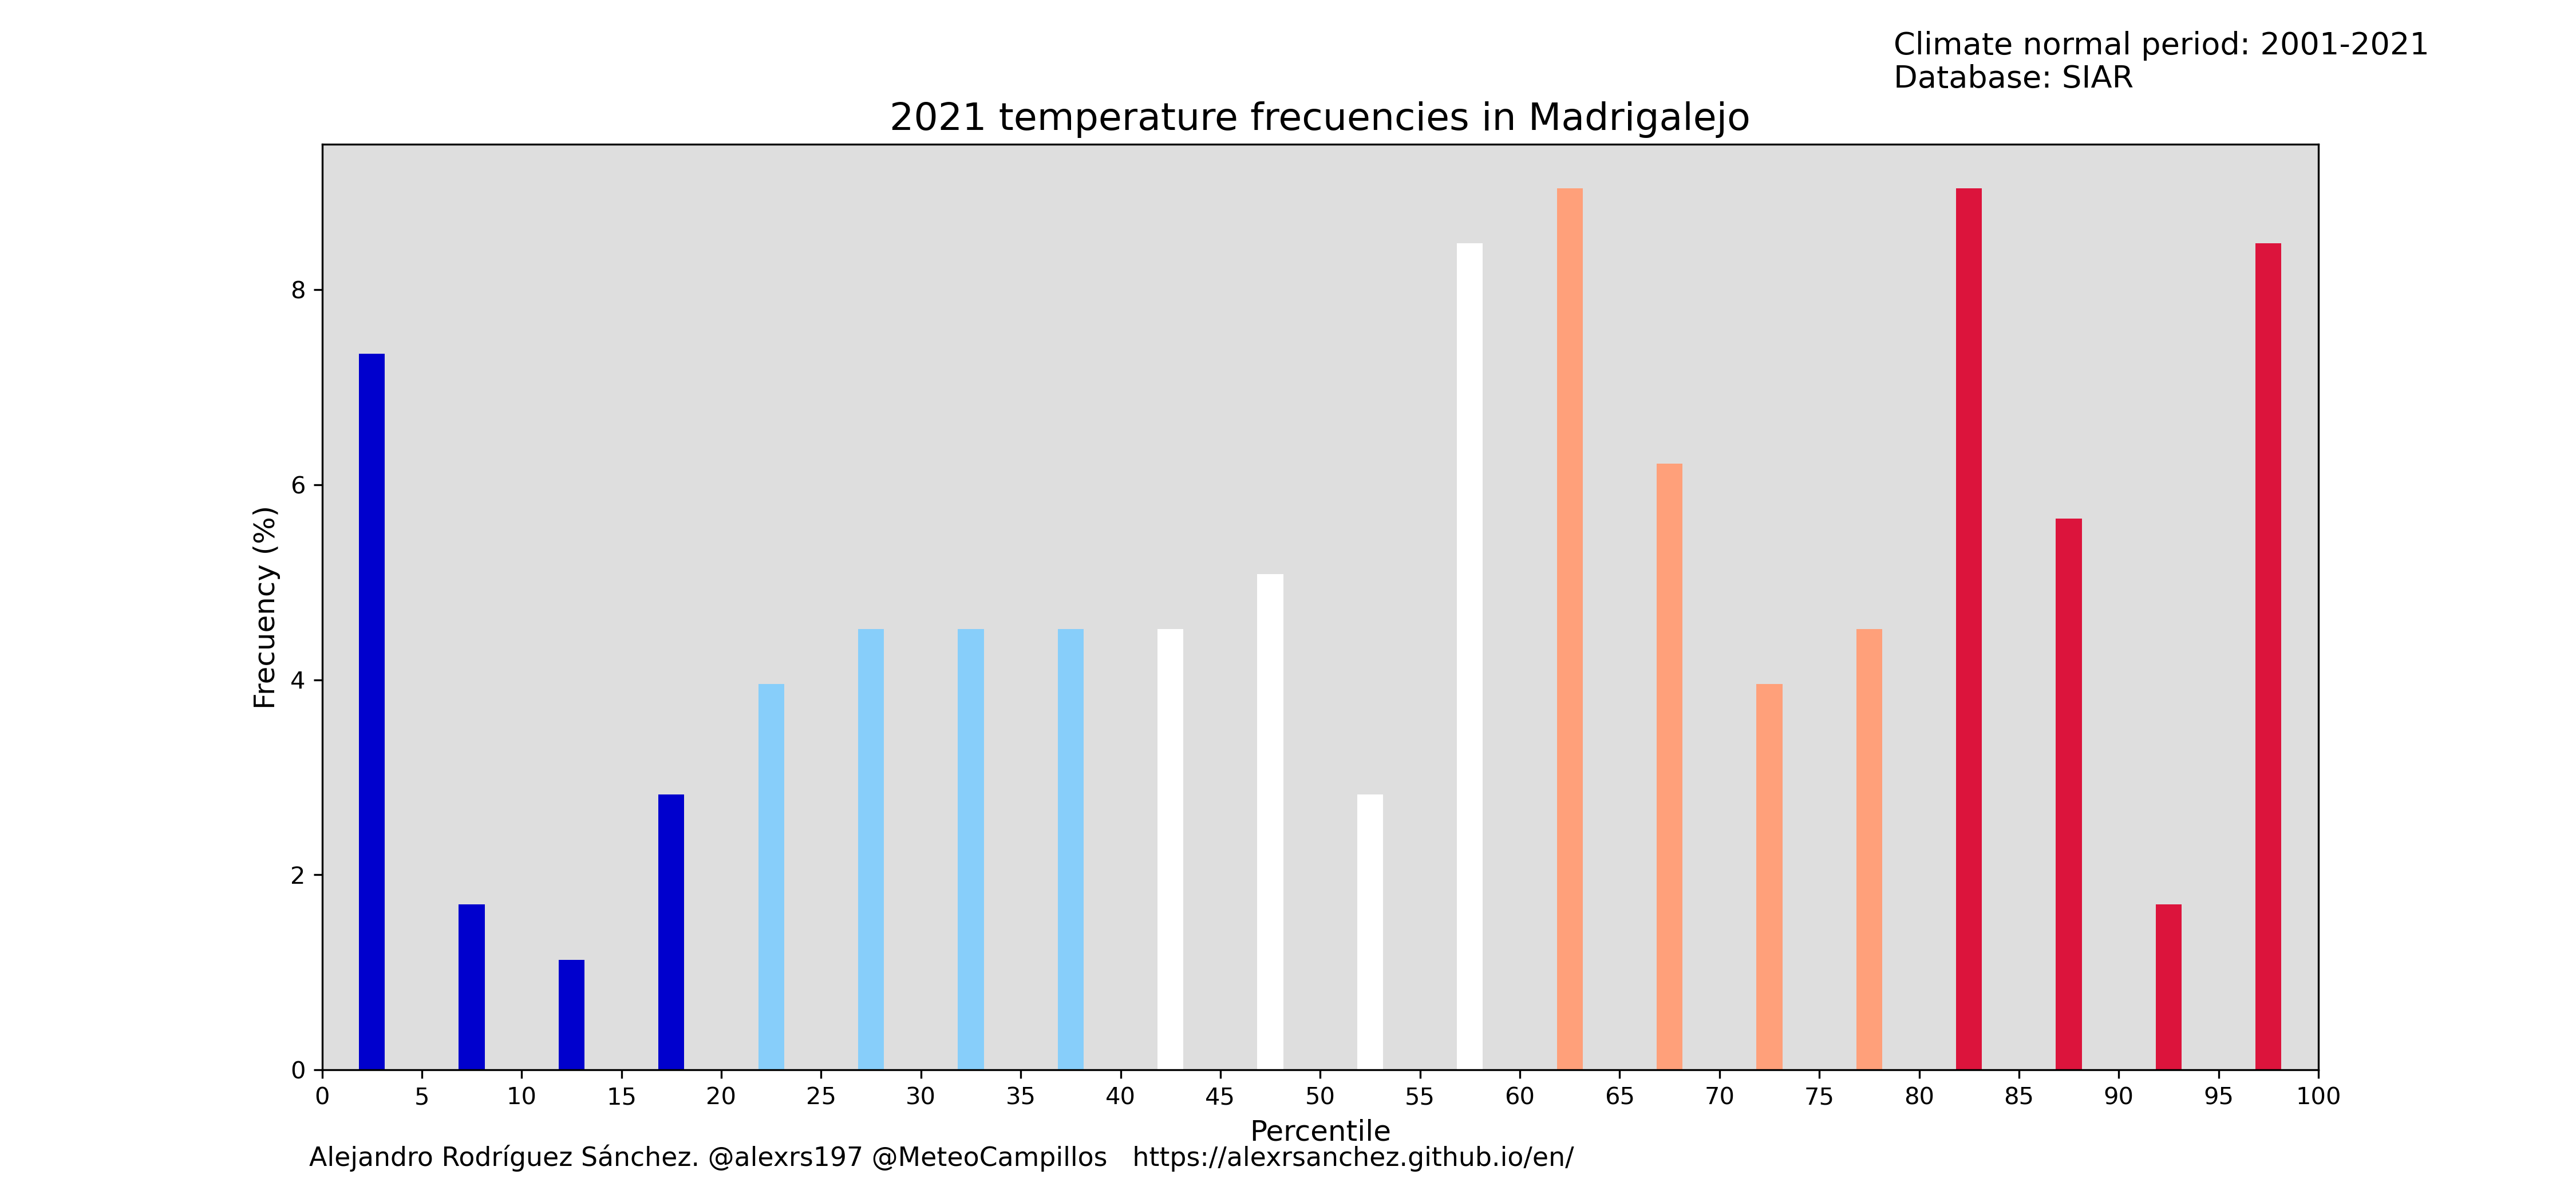 Climate normal period: 2001-2021
Database: SIAR
2021 temperature frecuencies in Madrigalejo
Frecuency (%)
8
6
4
2
0
0 5 10 15 20 25 30 35 40 45 50 55 60 65 70 75 80 85 90 95 100
Percentile
Alejandro Rodríguez Sánchez. @alexrs197 @MeteoCampillos https://alexrsanchez.github.io/en/